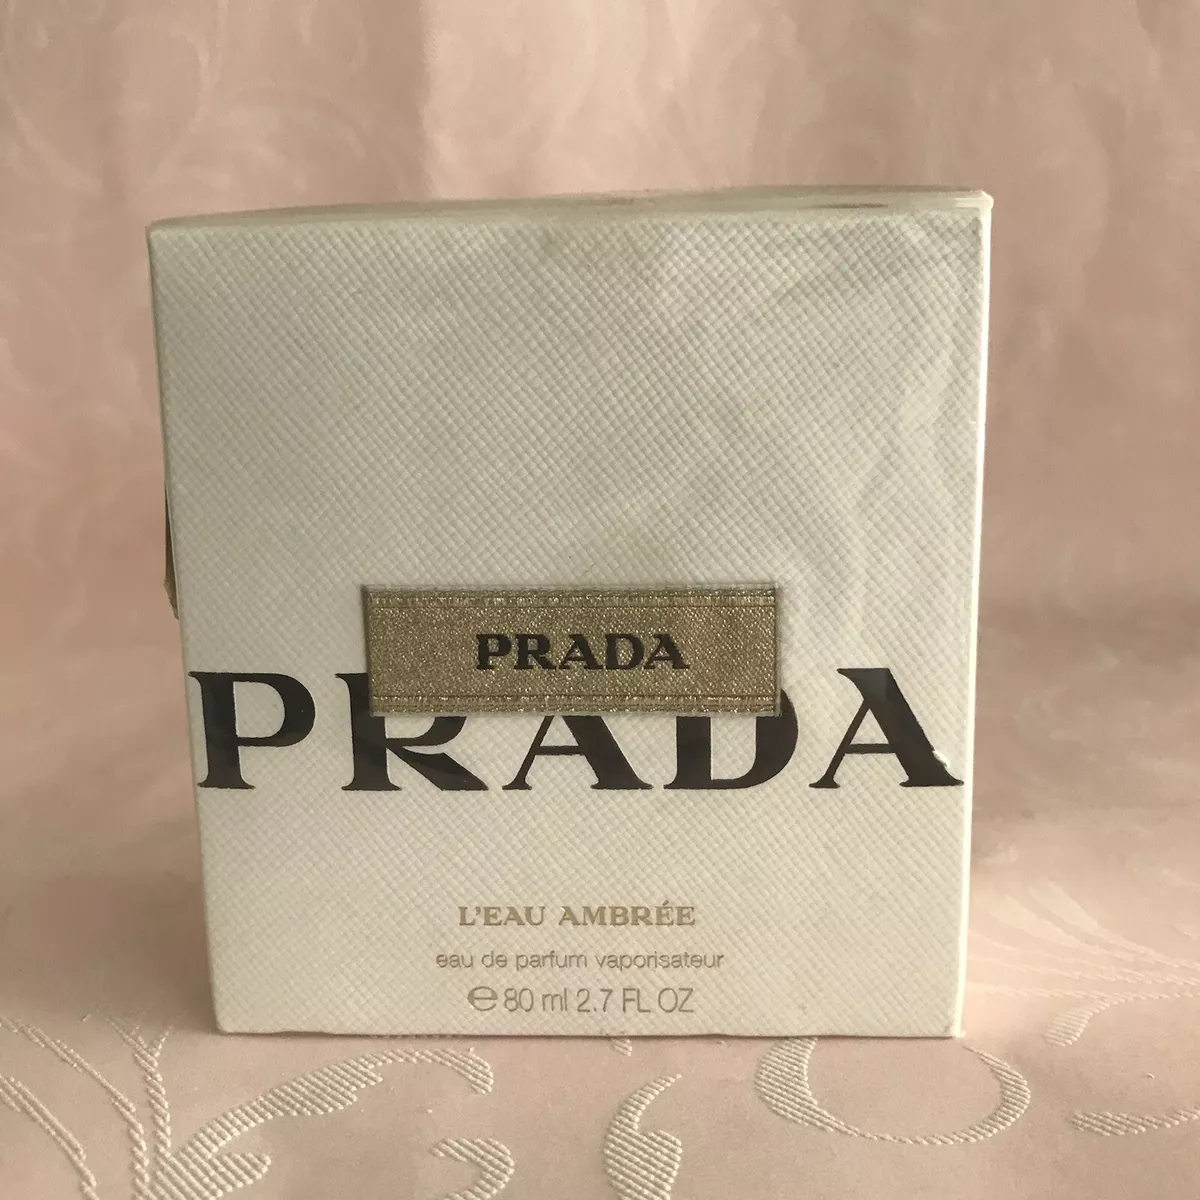 PRADA
PRADA
L'EAU AMBRÉE
eau de parfum vaporisateur
℮ 80 ml 2.7 FL OZ